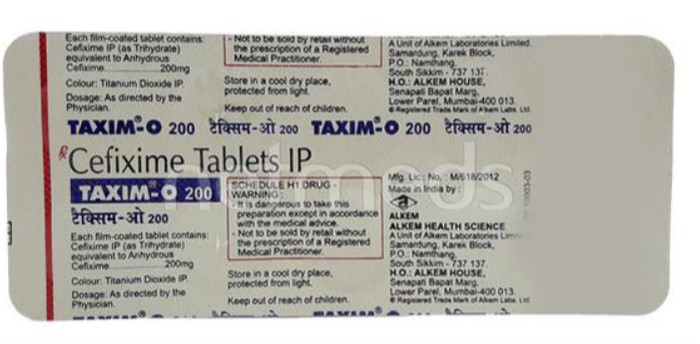 Each film-coated tablet contains:
Cefixime IP (as Trihydrate)
equivalent to Anhydrous
Cefixime....................200mg
Colour: Titanium Dioxide IP.
Dosage: As directed by the
Physician.
- Not to be sold by retail without
the prescription of a Registered
Medical Practitioner.
Store in a cool dry place,
protected from light.
Keep out of reach of children.
A Unit of Alkem Laboratories Limited.
Samardung, Karek Block,
P.O.: Namthang,
South Sikkim - 737 137.
H.O.: ALKEM HOUSE,
Senapati Bapat Marg,
Lower Parel, Mumbai-400 013.
® Registered Trade Mark of Alkem Labs. Ltd.
TAXIM®-O 200 टैक्सिम-ओ 200 TAXIM®-O 200 टैक्सिम-ओ 200
Rx Cefixime Tablets IP
TAXIM®-O 200
टैक्सिम-ओ 200
Each film-coated tablet contains:
Cefixime IP (as Trihydrate)
equivalent to Anhydrous
Cefixime....................200mg
Colour: Titanium Dioxide IP.
Dosage: As directed by the
Physician.
SCHEDULE H1 DRUG -
WARNING :
- It is dangerous to take this
preparation except in accordance
with the medical advice.
- Not to be sold by retail without
the prescription of a Registered
Medical Practitioner.
Store in a cool dry place,
protected from light.
Keep out of reach of children.
Mfg. Lic. No. : M/618/2012
Made in India by :
ALKEM
ALKEM HEALTH SCIENCE
A Unit of Alkem Laboratories
Samardung, Karek Block,
P.O.: Namthang,
South Sikkim - 737 137.
H.O.: ALKEM HOUSE,
Senapati Bapat Marg,
Lower Parel, Mumbai-400 013.
® Registered Trade Mark of Alkem Labs. Ltd.
netmeds